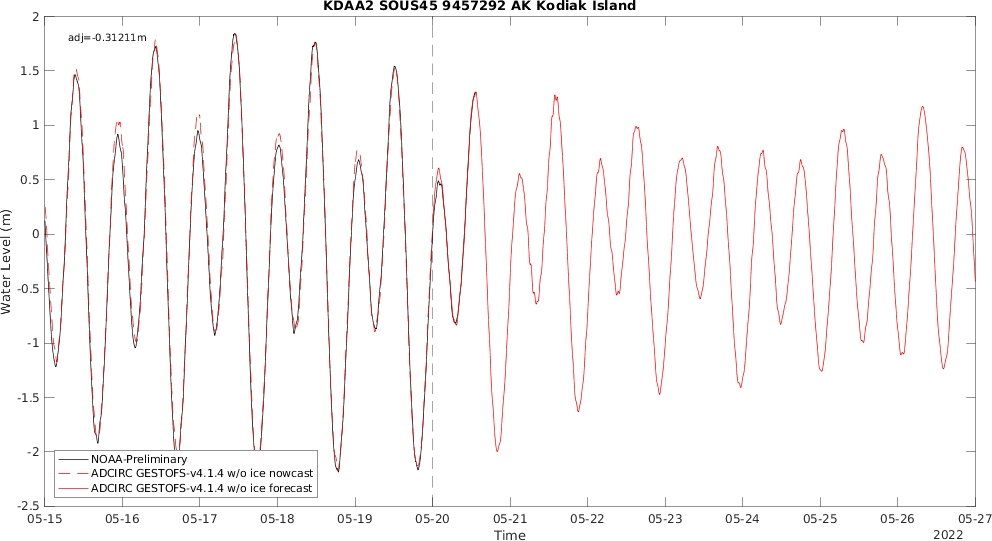 KDAA2 SOUS45 9457292 AK Kodiak Island
adj=-0.31211m
2
1.5
1
0.5
0
-0.5
-1
-1.5
-2
-2.5
Water Level (m)
NOAA-Preliminary
ADCIRC GESTOFS-v4.1.4 w/o ice nowcast
ADCIRC GESTOFS-v4.1.4 w/o ice forecast
05-15 05-16 05-17 05-18 05-19 05-20 05-21 05-22 05-23 05-24 05-25 05-26 05-27
Time
2022